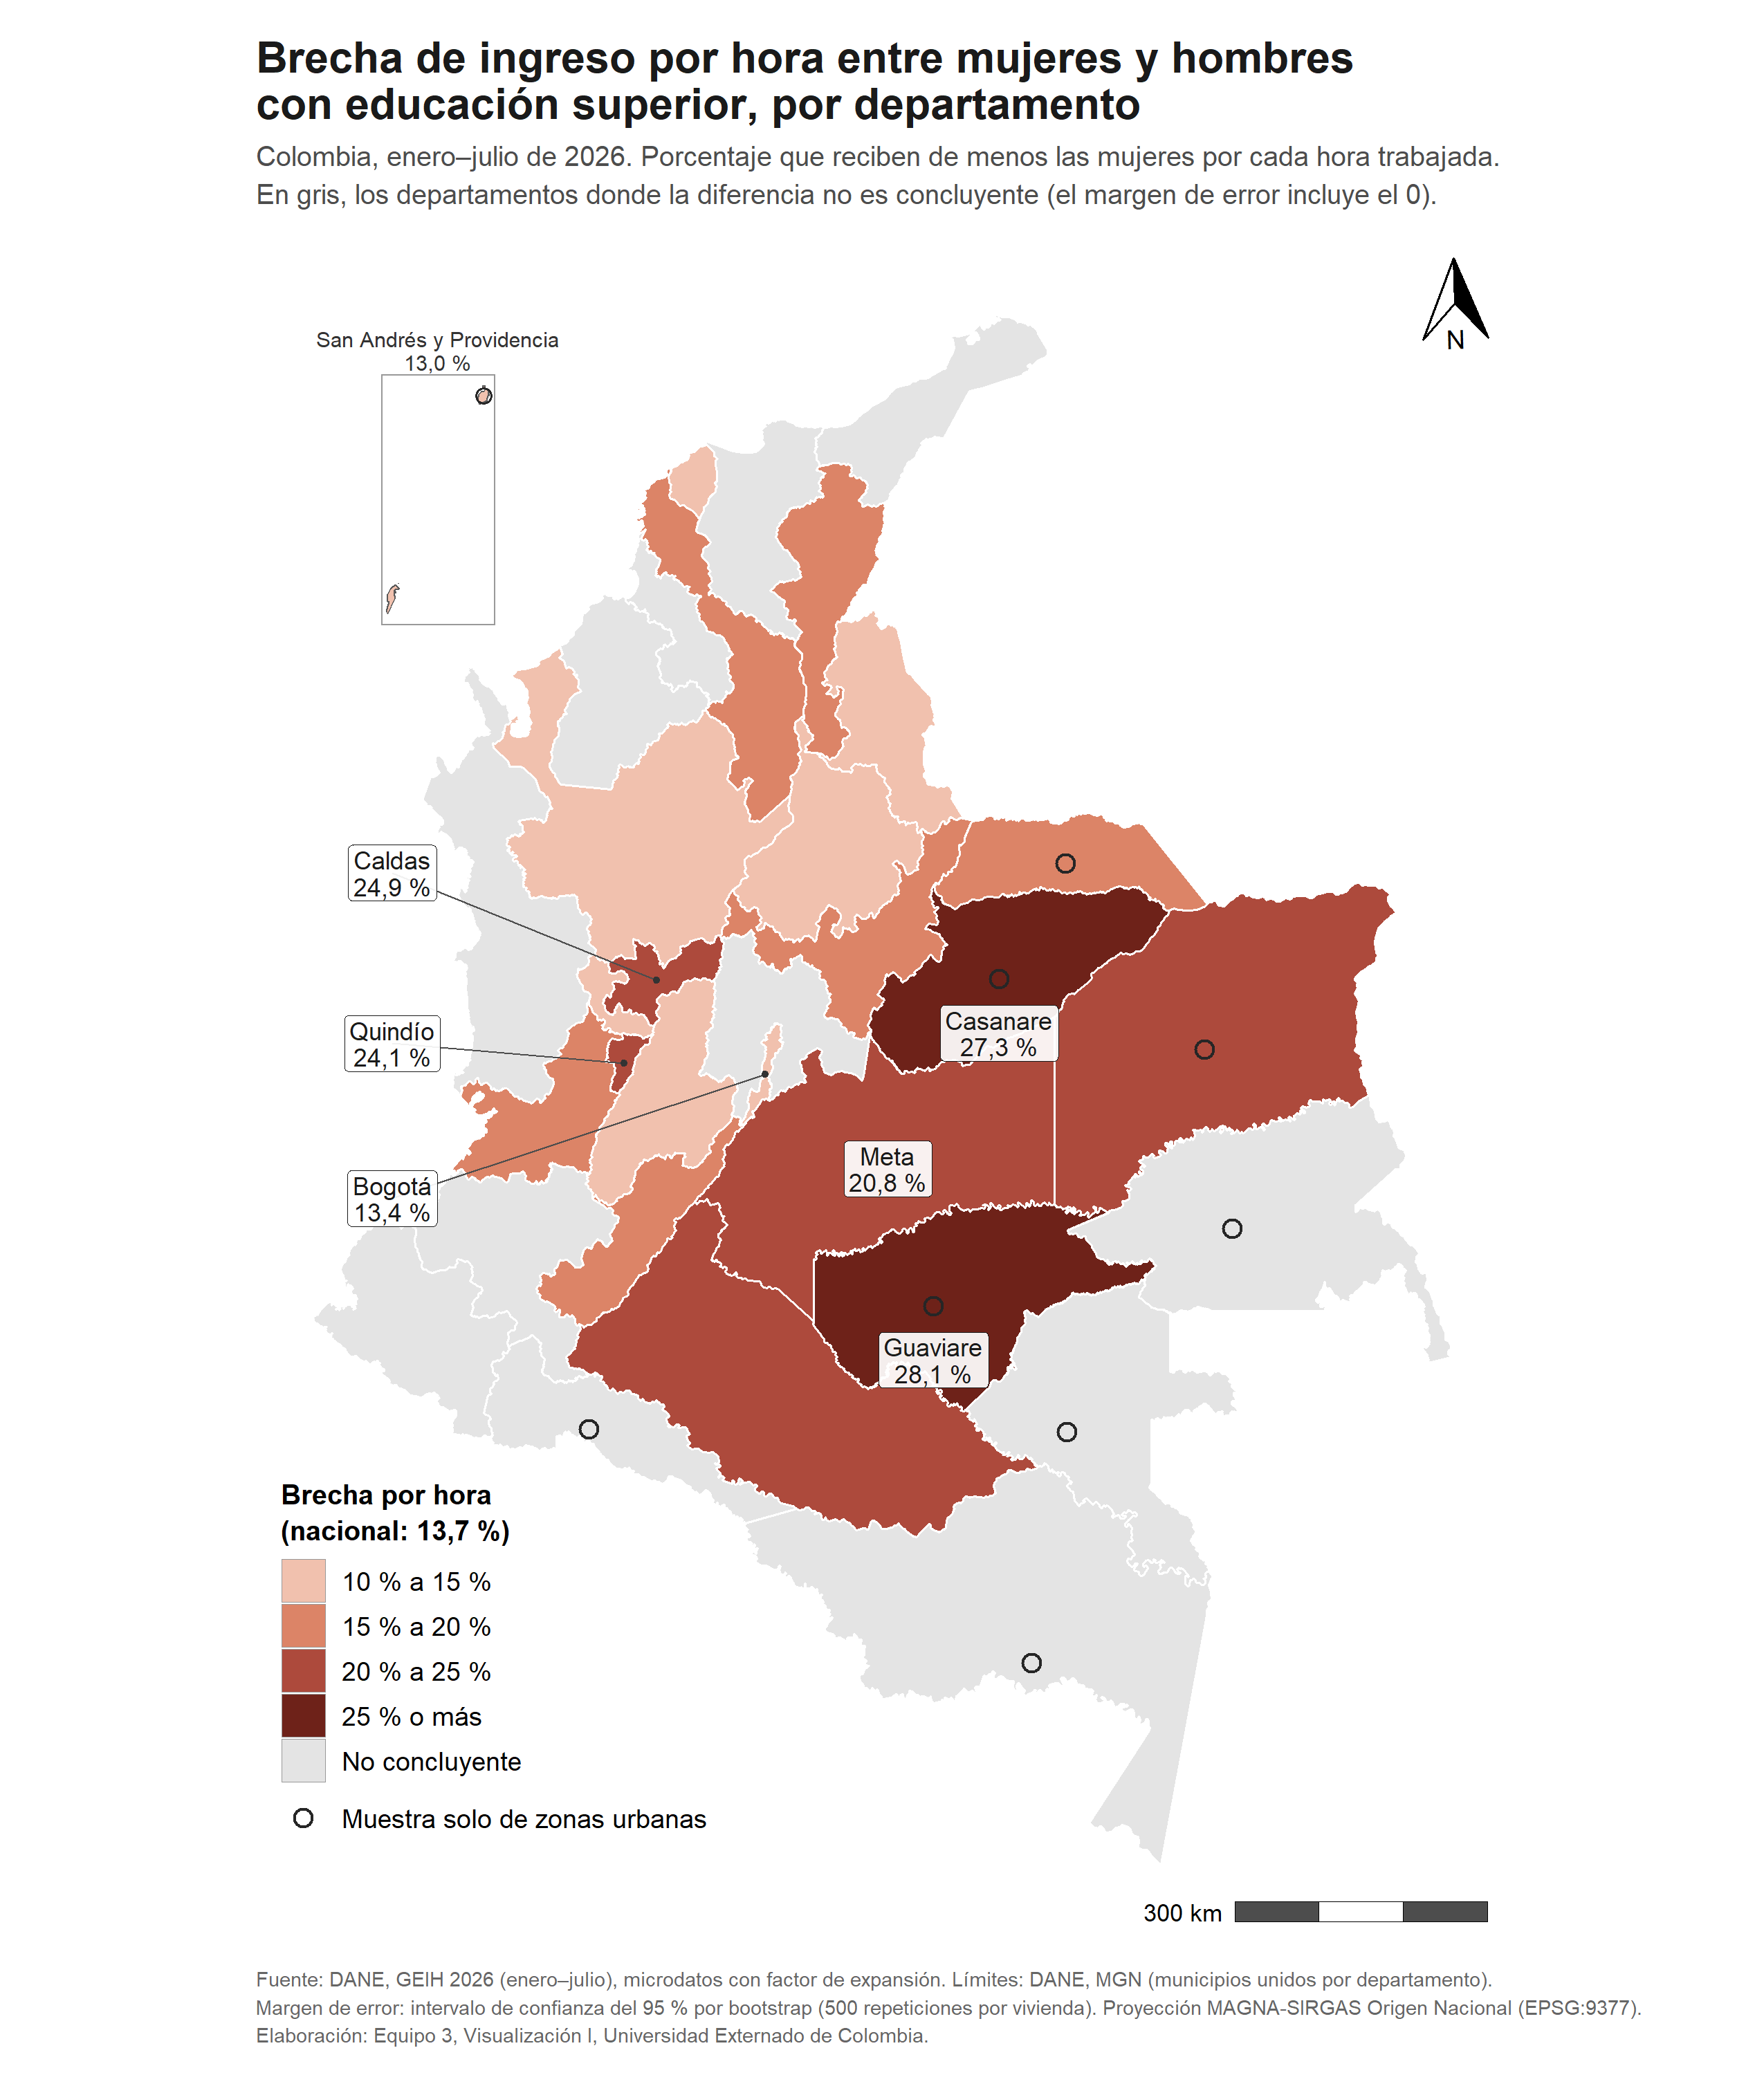 Brecha de ingreso por hora entre mujeres y hombres
con educación superior, por departamento
Colombia, enero–julio de 2026. Porcentaje que reciben de menos las mujeres por cada hora trabajada.
En gris, los departamentos donde la diferencia no es concluyente (el margen de error incluye el 0).
N
San Andrés y Providencia
13,0 %
Caldas
24,9 %
Quindío
24,1 %
Casanare
27,3 %
Meta
20,8 %
Bogotá
13,4 %
Guaviare
28,1 %
Brecha por hora
(nacional: 13,7 %)
10 % a 15 %
15 % a 20 %
20 % a 25 %
25 % o más
No concluyente
Muestra solo de zonas urbanas
300 km
Fuente: DANE, GEIH 2026 (enero–julio), microdatos con factor de expansión. Límites: DANE, MGN (municipios unidos por departamento).
Margen de error: intervalo de confianza del 95 % por bootstrap (500 repeticiones por vivienda). Proyección MAGNA-SIRGAS Origen Nacional (EPSG:9377).
Elaboración: Equipo 3, Visualización I, Universidad Externado de Colombia.